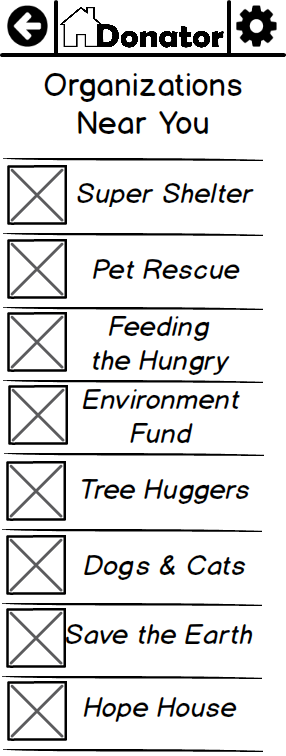 Donator
Organizations
Near You
Super Shelter
Pet Rescue
Feeding
the Hungry
Environment
Fund
Tree Huggers
Dogs & Cats
Save the Earth
Hope House